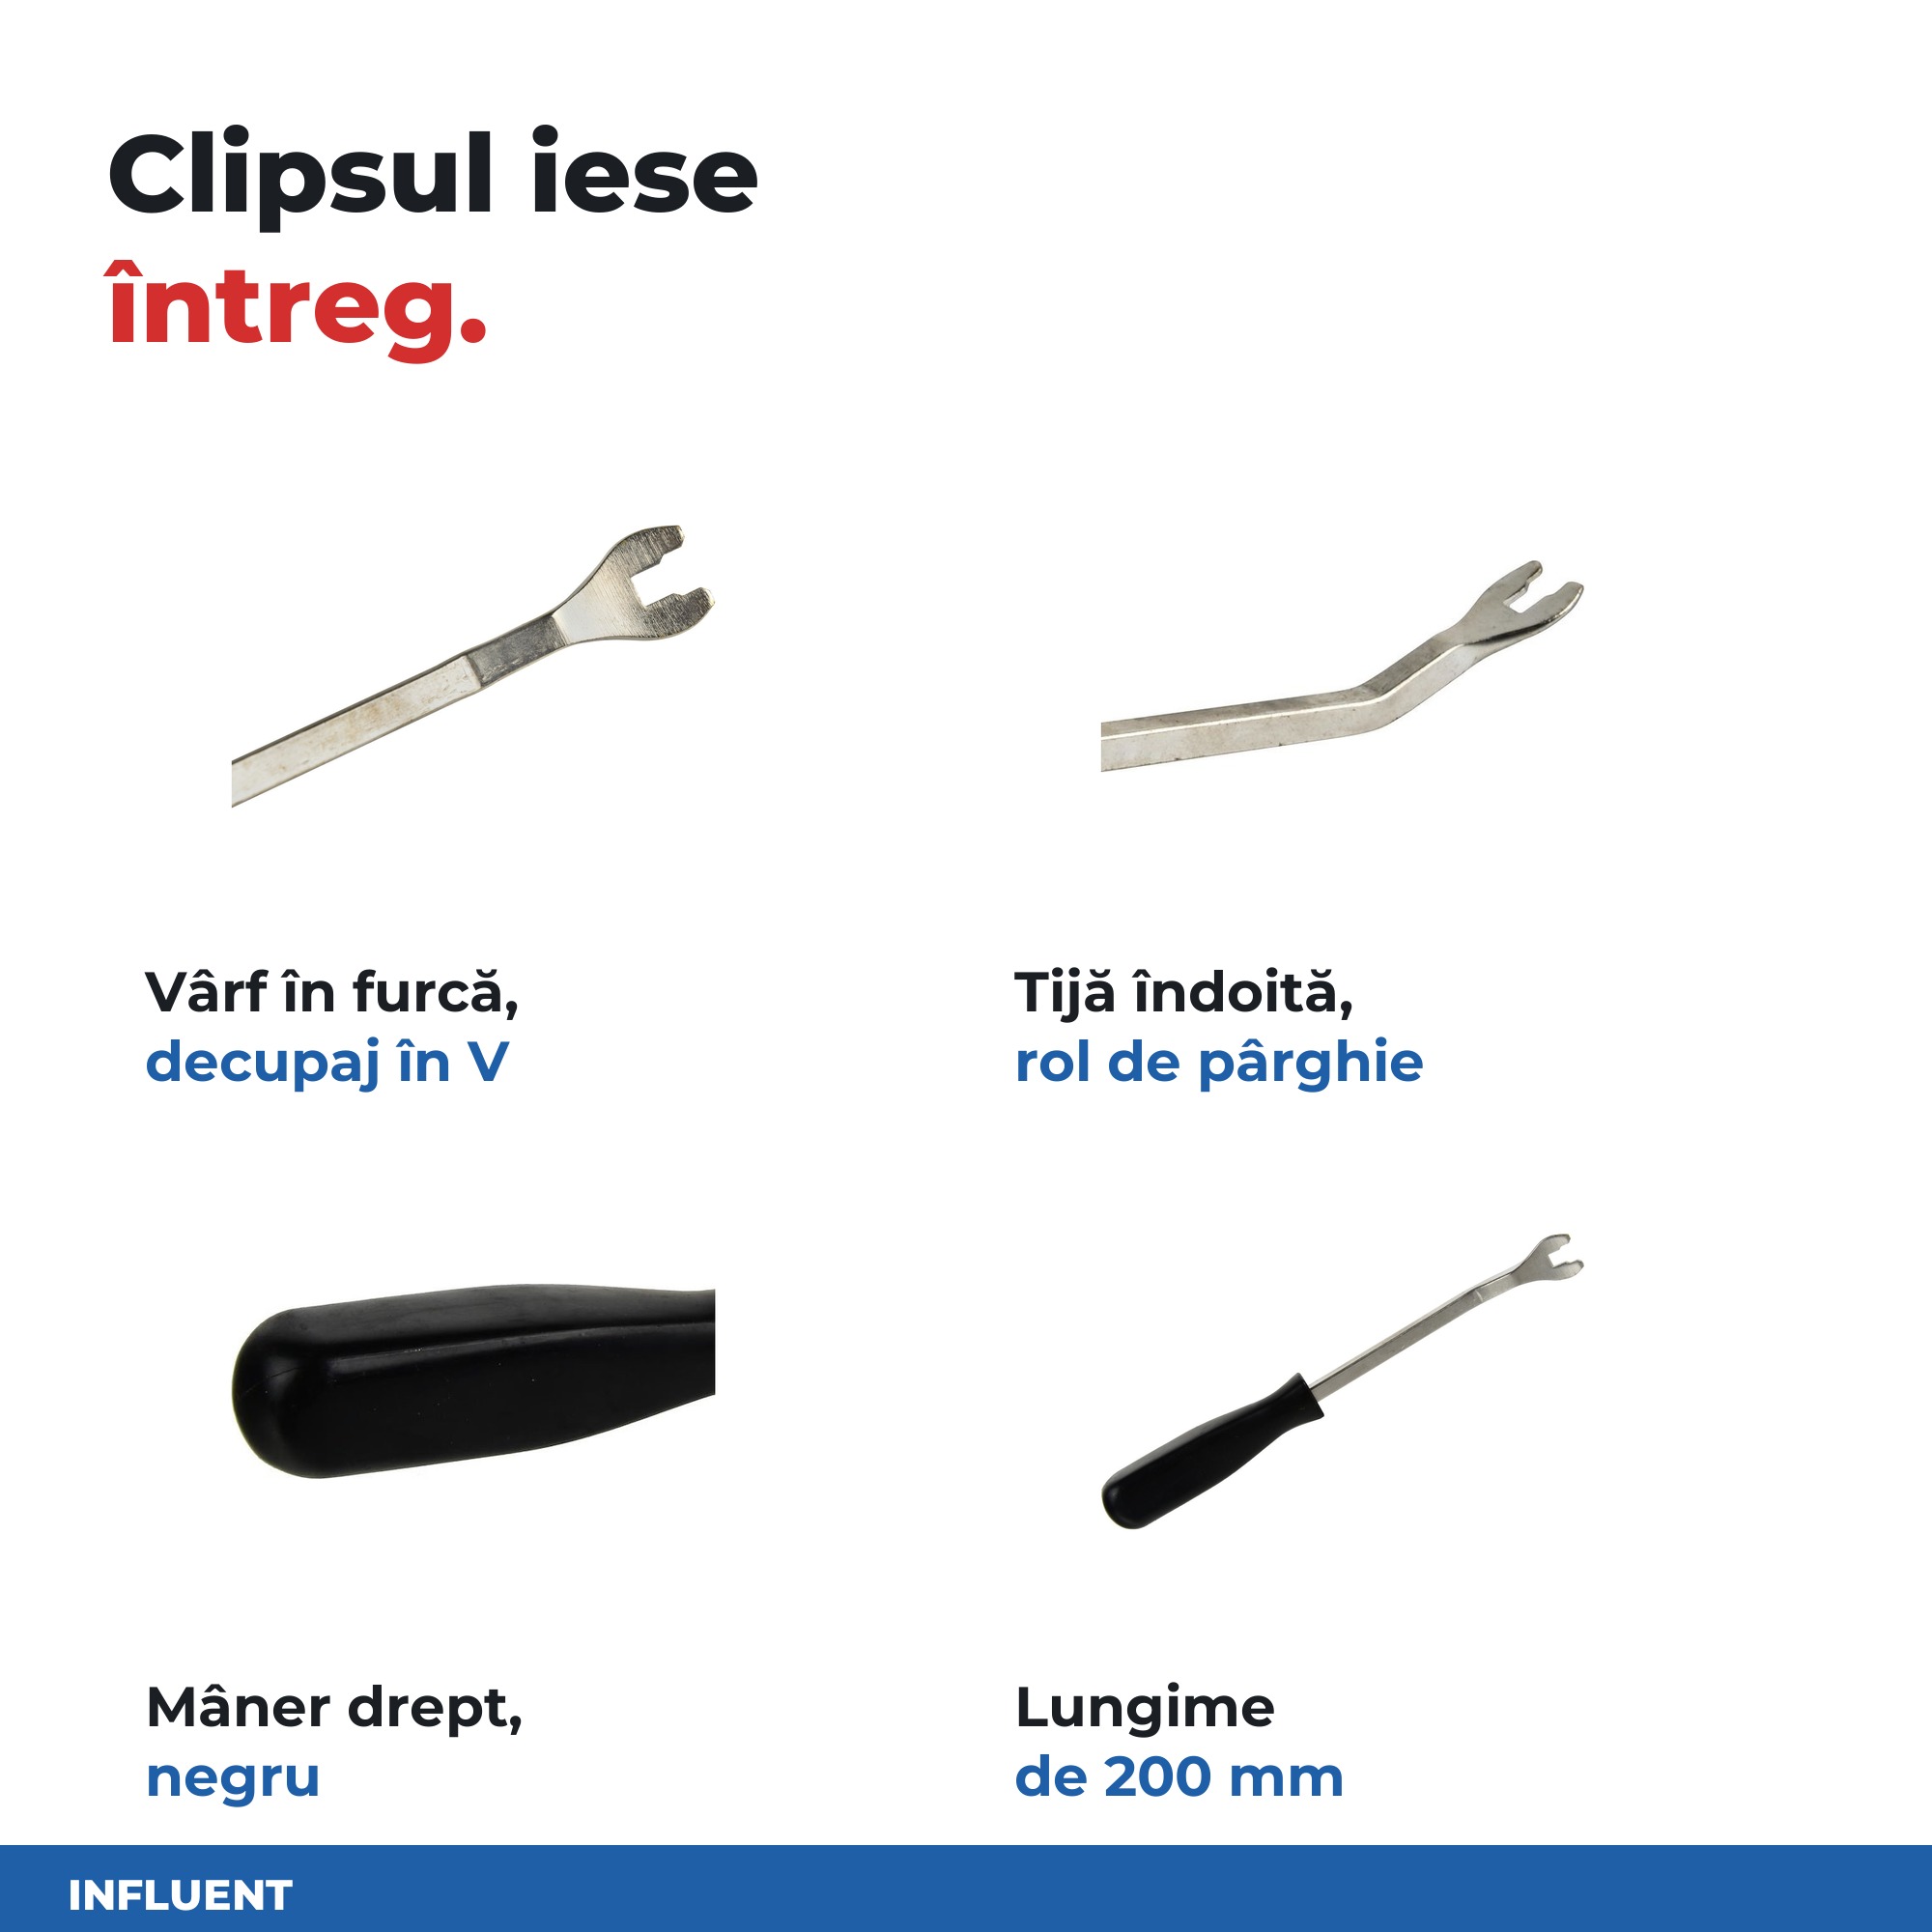 Clipsul iese
întreg.
Vârf în furcă,
decupaj în V
Tijă îndoită,
rol de pârghie
Mâner drept,
negru
Lungime
de 200 mm
INFLUENT